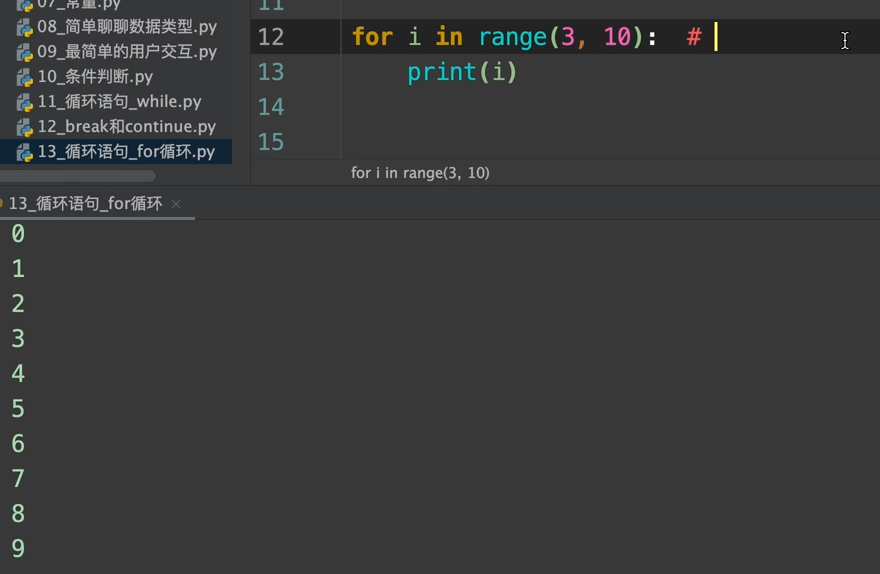 07_常量.py
08_简单聊聊数据类型.py
09_最简单的用户交互.py
10_条件判断.py
11_循环语句_while.py
12_break和continue.py
13_循环语句_for循环.py
11
12 for i in range(3, 10):  #
13     print(i)
14
15
for i in range(3, 10)
13_循环语句_for循环 ×
0
1
2
3
4
5
6
7
8
9